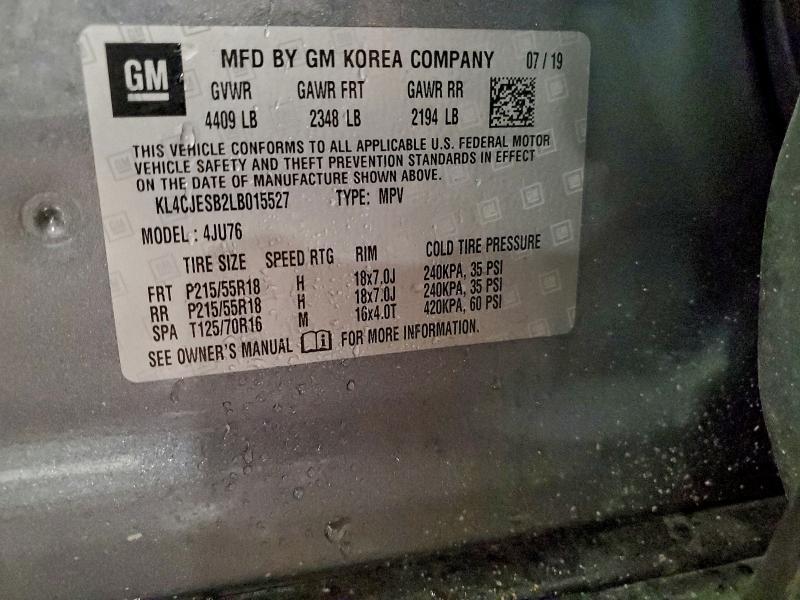 GM
MFD BY GM KOREA COMPANY 07 / 19
GVWR GAWR FRT GAWR RR
4409 LB 2348 LB 2194 LB
THIS VEHICLE CONFORMS TO ALL APPLICABLE U.S. FEDERAL MOTOR
VEHICLE SAFETY AND THEFT PREVENTION STANDARDS IN EFFECT
ON THE DATE OF MANUFACTURE SHOWN ABOVE.
KL4CJESB2LB015527 TYPE: MPV
MODEL : 4JU76
TIRE SIZE SPEED RTG RIM COLD TIRE PRESSURE
FRT P215/55R18 H 18x7.0J 240KPA, 35 PSI
RR P215/55R18 H 18x7.0J 240KPA, 35 PSI
SPA T125/70R16 M 16x4.0T 420KPA, 60 PSI
SEE OWNER'S MANUAL FOR MORE INFORMATION.